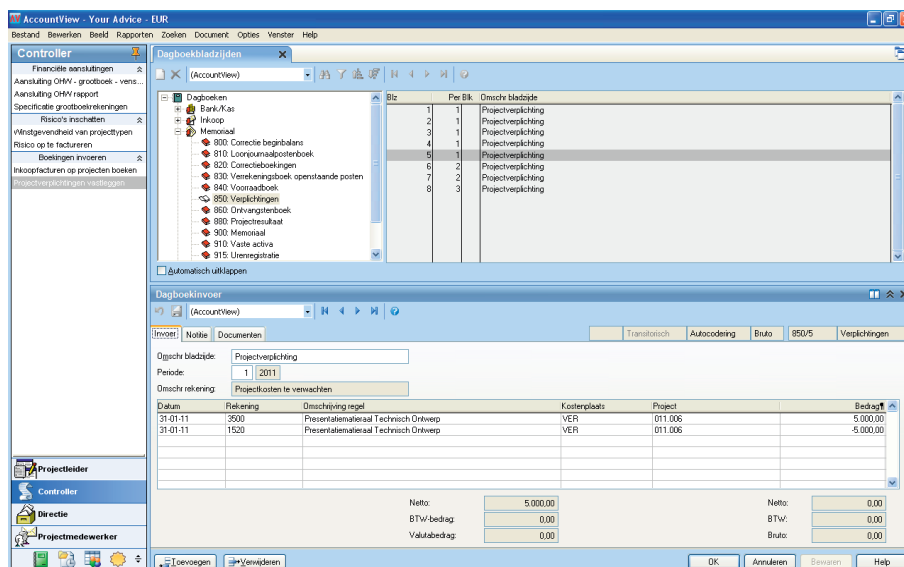 AccountView - Your Advice - EUR
Bestand Bewerken Beeld Rapporten Zoeken Document Opties Venster Help
Controller
Financiële aansluitingen
Aansluiting OHW - grootboek - vens...
Aansluiting OHW rapport
Specificatie grootboekrekeningen
Risico's inschatten
Winstgevendheid van projecttypen
Risico op te factureren
Boekingen invoeren
Inkoopfacturen op projecten boeken
Projectverplichtingen vastleggen
Projectleider
Controller
Directie
Projectmedewerker
Dagboekbladzijden
(AccountView)
Dagboeken
Bank/Kas
Inkoop
Memoriaal
800: Correctie beginbalans
810: Loonjournaalpostenboek
820: Correctieboekingen
830: Verrekeningsboek openstaande posten
840: Voorraadboek
850: Verplichtingen
860: Ontvangstenboek
880: Projectresultaat
900: Memoriaal
910: Vaste activa
915: Urenregistratie
Automatisch uitklappen
Blz Per Blk Omschr bladzijde
1 1 Projectverplichting
2 1 Projectverplichting
3 1 Projectverplichting
4 1 Projectverplichting
5 1 Projectverplichting
6 2 Projectverplichting
7 2 Projectverplichting
8 3 Projectverplichting
Dagboekinvoer
(AccountView)
Invoer Notitie Documenten
Transitorisch Autocodering Bruto 850/5 Verplichtingen
Omschr bladzijde: Projectverplichting
Periode: 1 2011
Omschr rekening: Projectkosten te verwachten
Datum Rekening Omschrijving regel Kostenplaats Project Bedrag¶
31-01-11 3500 Presentatiematieraal Technisch Ontwerp VER 011.006 5.000,00
31-01-11 1520 Presentatiematieraal Technisch Ontwerp VER 011.006 -5.000,00
Netto: 5.000,00 Netto: 0,00
BTW-bedrag: 0,00 BTW: 0,00
Valutabedrag: 0,00 Bruto: 0,00
Toevoegen Verwijderen OK Annuleren Bewaren Help